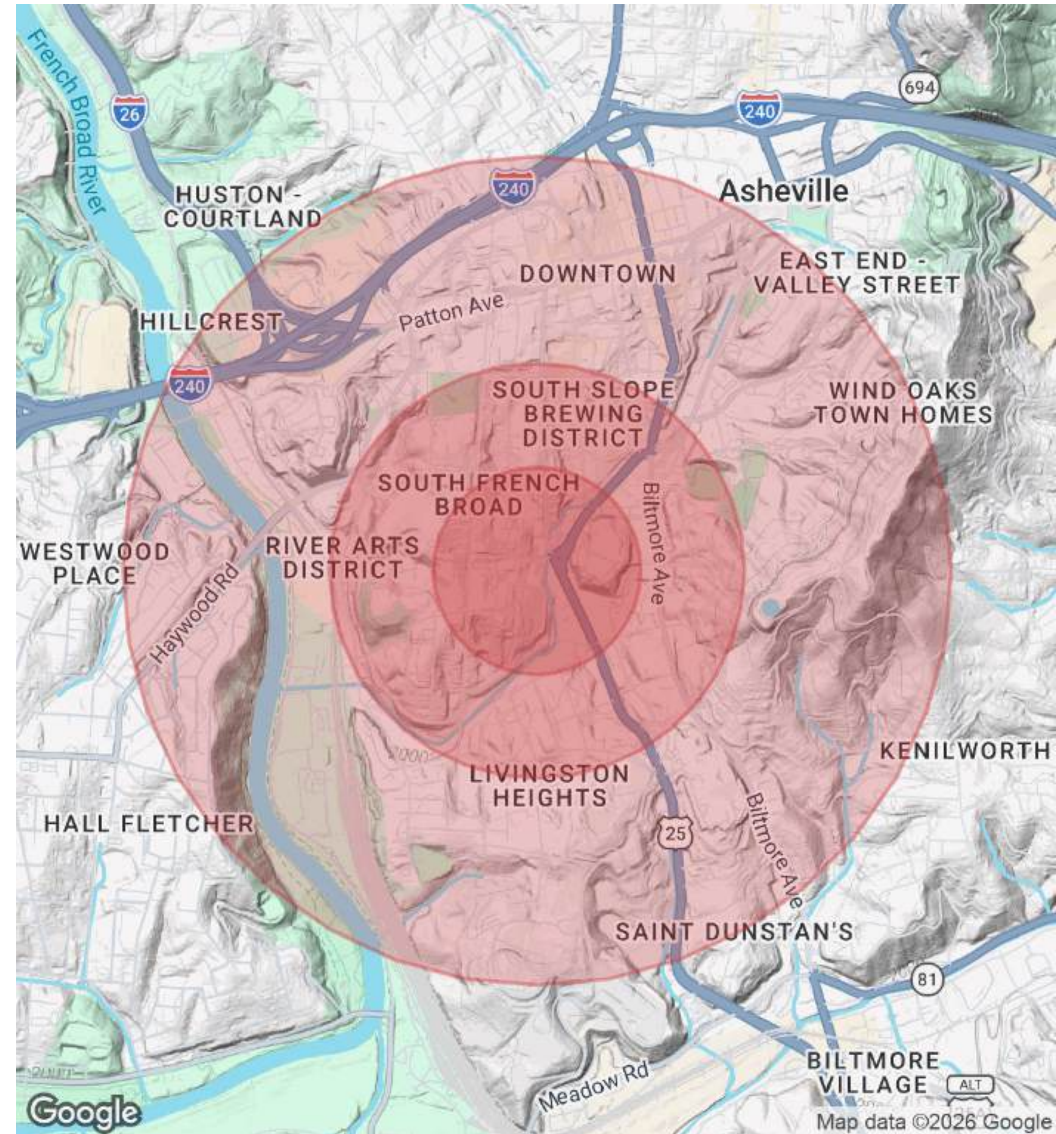 French Broad River
26
694
240
HUSTON -
COURTLAND
240
Asheville
DOWNTOWN
EAST END -
VALLEY STREET
HILLCREST
Patton Ave
240
SOUTH SLOPE
BREWING
DISTRICT
WIND OAKS
TOWN HOMES
SOUTH FRENCH
BROAD
Biltmore Ave
WESTWOOD
PLACE
RIVER ARTS
DISTRICT
Haywood Rd
2000
KENILWORTH
LIVINGSTON
HEIGHTS
HALL FLETCHER
25
Biltmore Ave
SAINT DUNSTAN'S
81
BILTMORE
VILLAGE
ALT
Meadow Rd
Google
Map data ©2026 Google